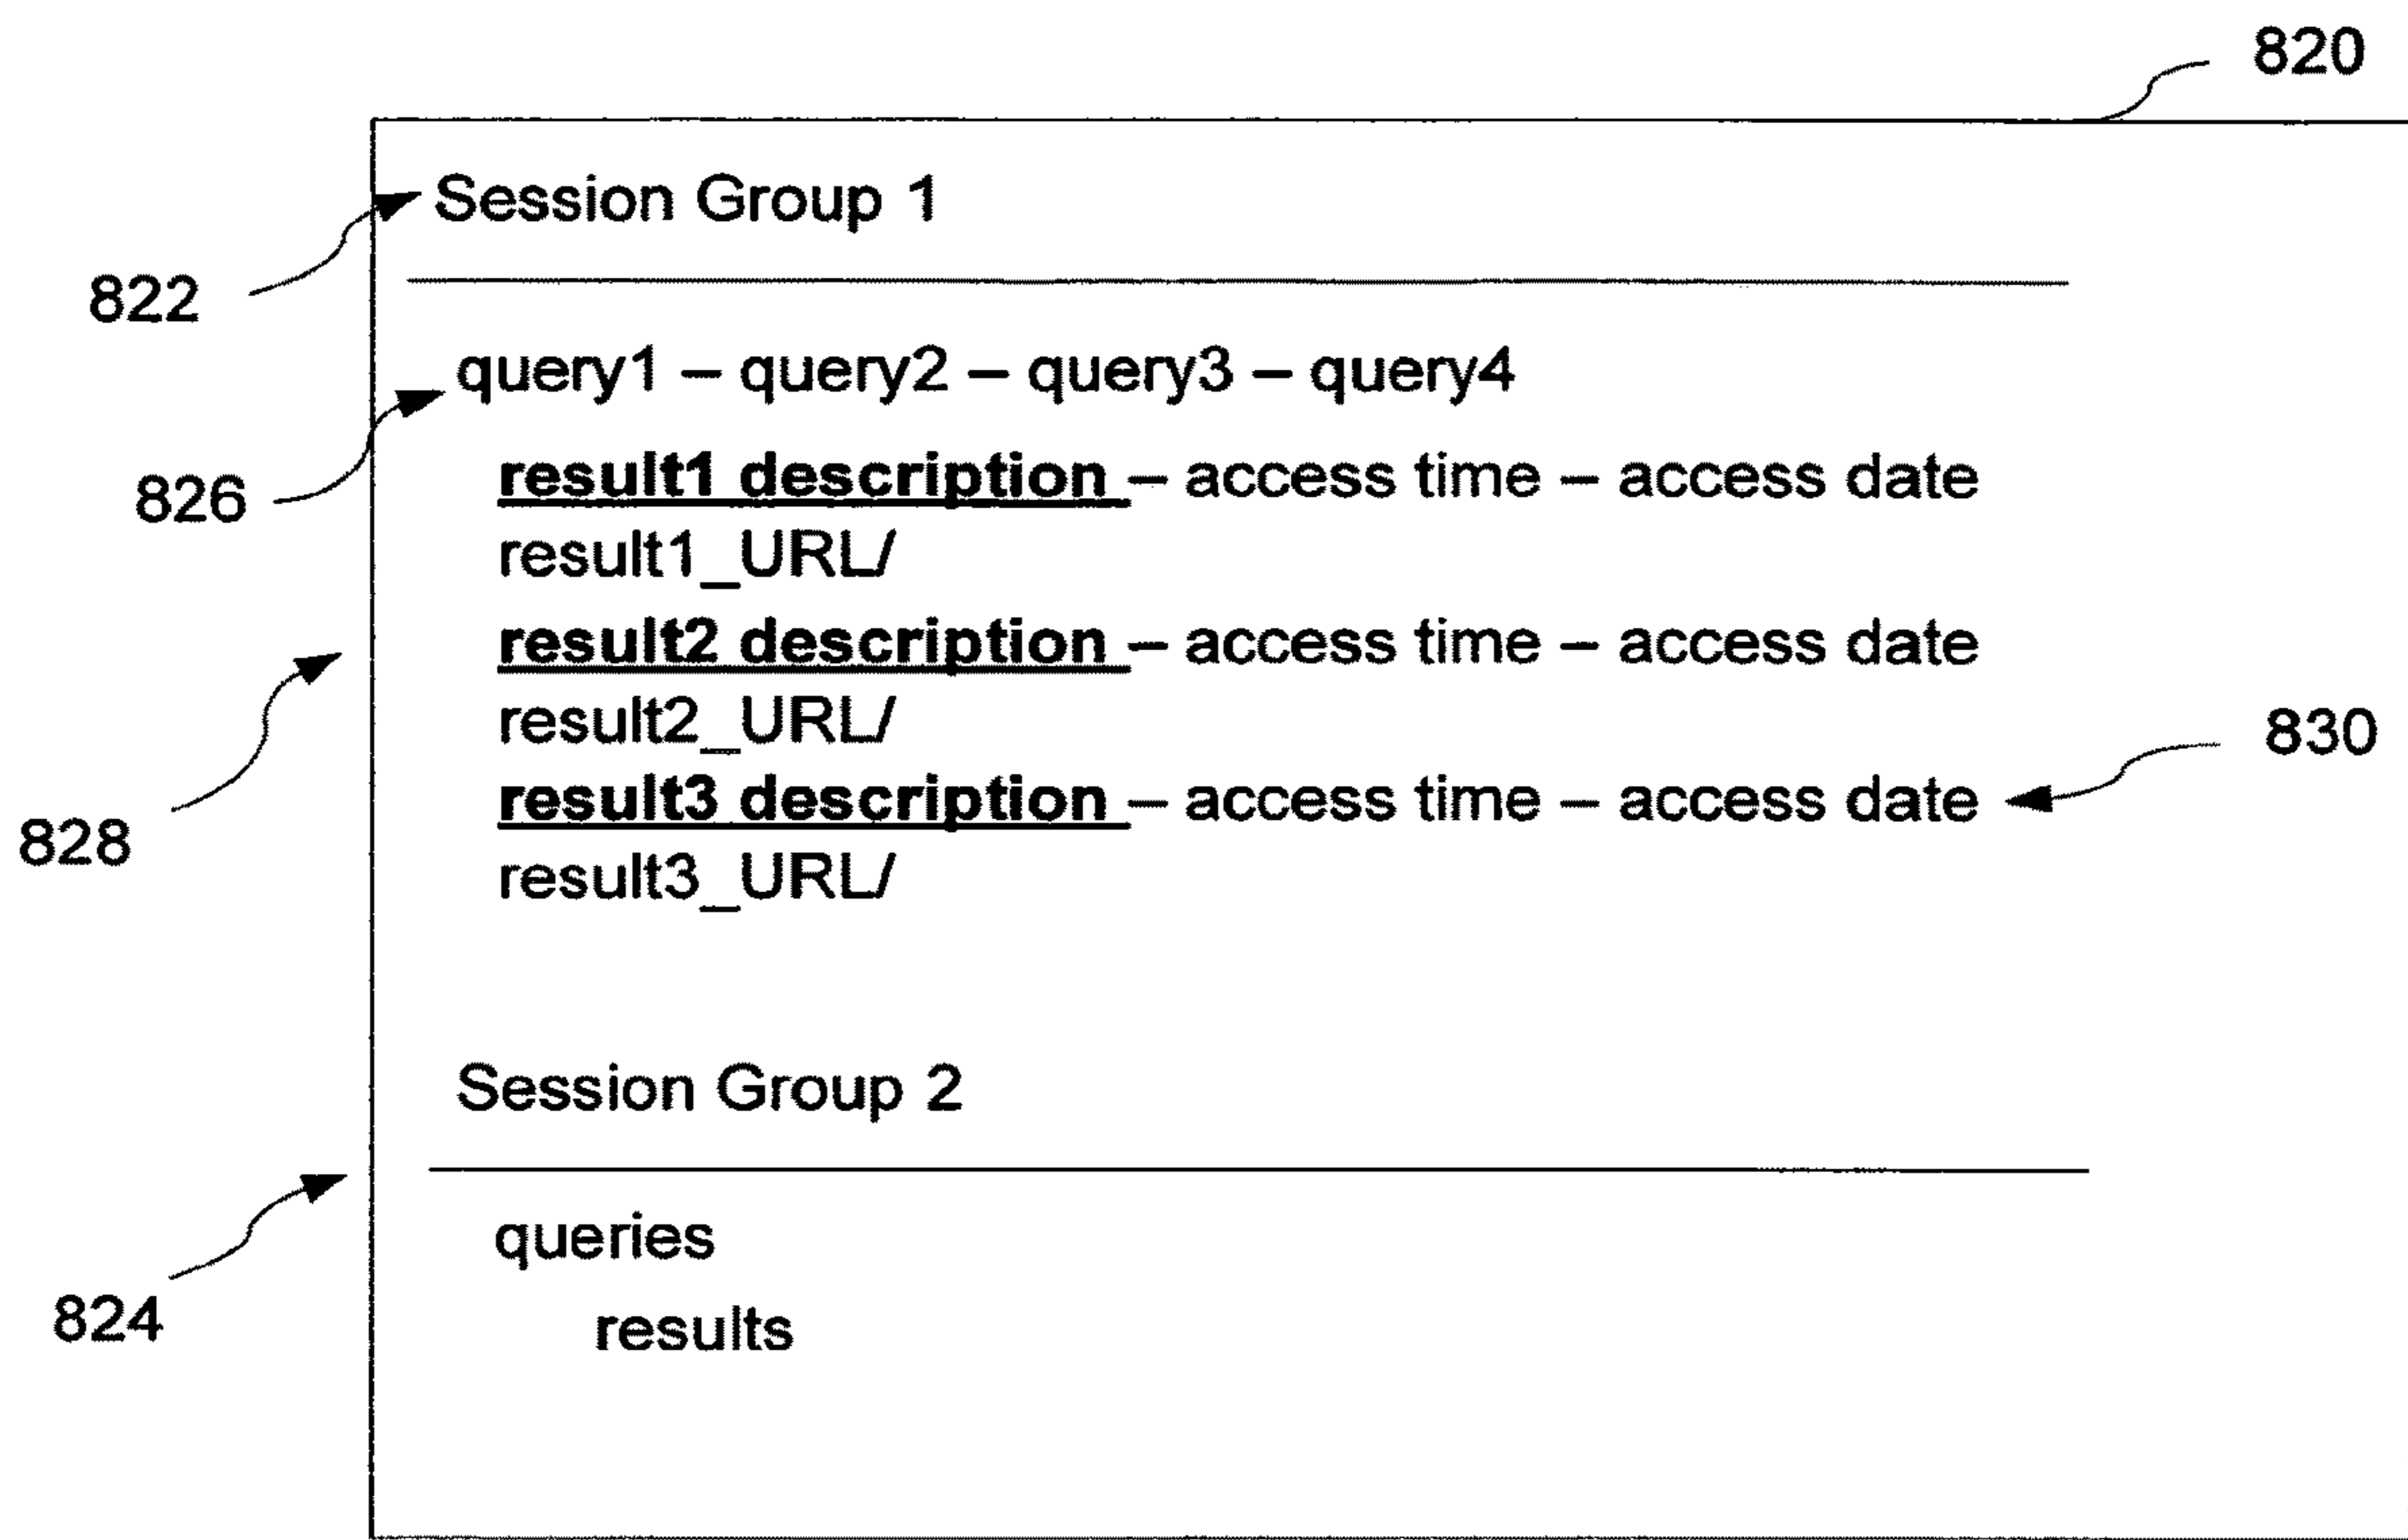 820
Session Group 1
822
query1 – query2 – query3 – query4
826
result1 description – access time – access date
result1_URL/
result2 description – access time – access date
828
result2_URL/
830
result3 description – access time – access date
result3_URL/
Session Group 2
824
queries
results